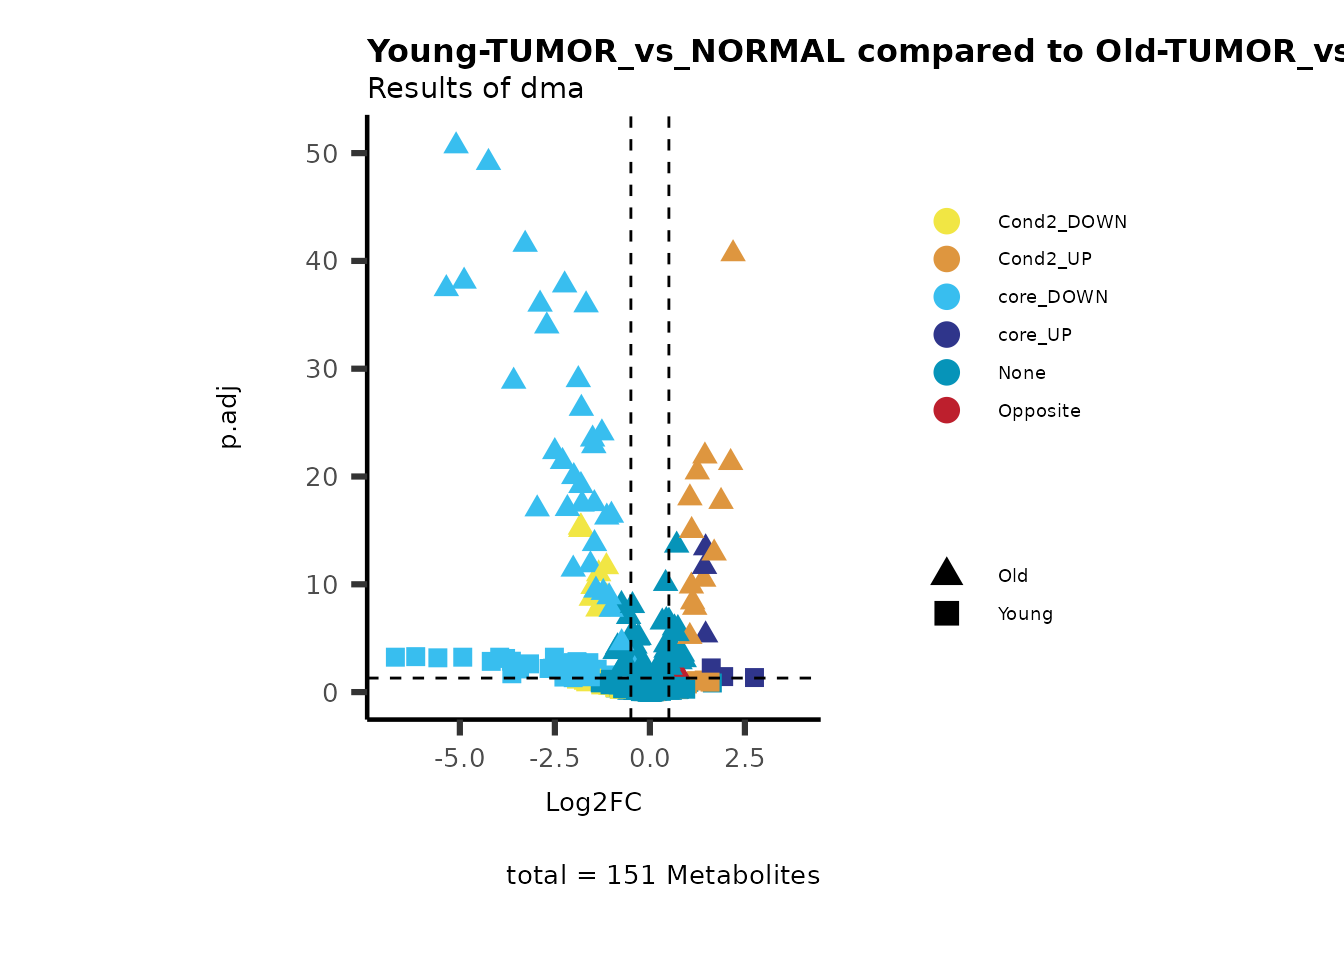 Young-TUMOR_vs_NORMAL compared to Old-TUMOR_vs
Results of dma
50
40
30
20
10
0
p.adj
-5.0
-2.5
0.0
2.5
Log2FC
total = 151 Metabolites
Cond2_DOWN
Cond2_UP
core_DOWN
core_UP
None
Opposite
Old
Young